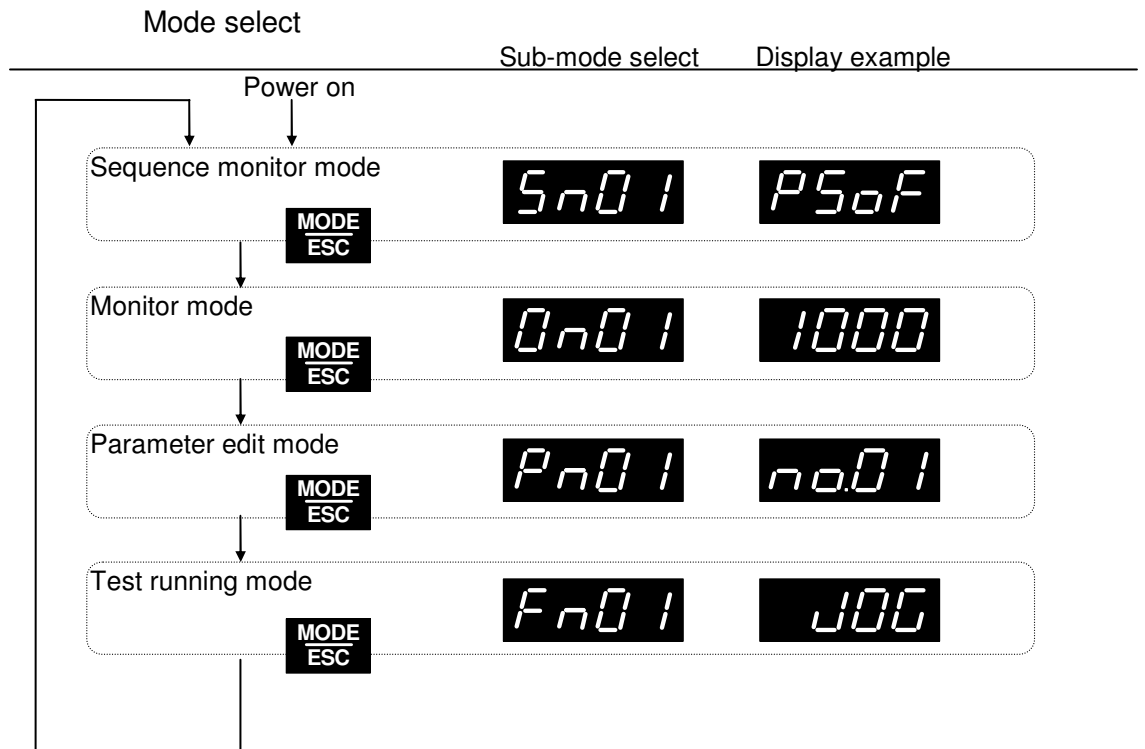 Mode select
Sub-mode select Display example
Power on
Sequence monitor mode
Sn01 PSoF
MODE
ESC
Monitor mode
On01 1000
MODE
ESC
Parameter edit mode
Pn01 no.01
MODE
ESC
Test running mode
Fn01 JOG
MODE
ESC